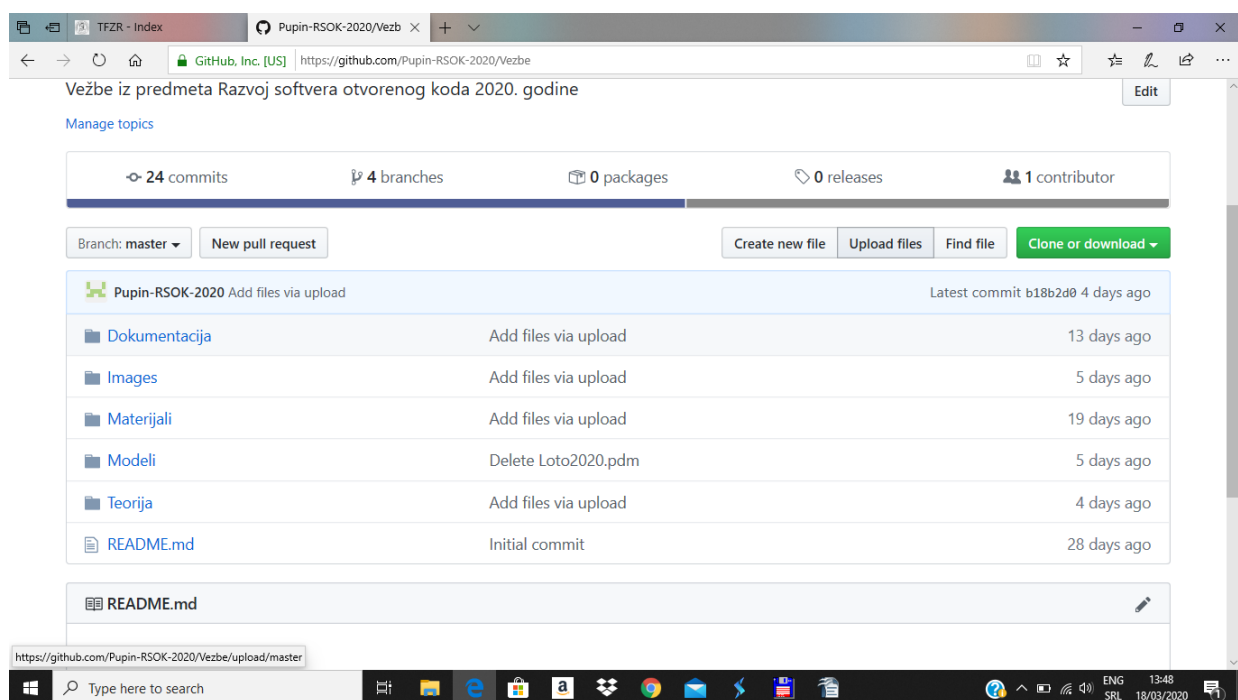 TFZR - Index
Pupin-RSOK-2020/Vezb
GitHub, Inc. [US] https://github.com/Pupin-RSOK-2020/Vezbe
Vežbe iz predmeta Razvoj softvera otvorenog koda 2020. godine
Edit
Manage topics
24 commits 4 branches 0 packages 0 releases 1 contributor
Branch: master New pull request Create new file Upload files Find file Clone or download
Pupin-RSOK-2020 Add files via upload Latest commit b18b2d0 4 days ago
Dokumentacija Add files via upload 13 days ago
Images Add files via upload 5 days ago
Materijali Add files via upload 19 days ago
Modeli Delete Loto2020.pdm 5 days ago
Teorija Add files via upload 4 days ago
README.md Initial commit 28 days ago
README.md
https://github.com/Pupin-RSOK-2020/Vezbe/upload/master
Type here to search
a
ENG 13:48
SRL 18/03/2020
1